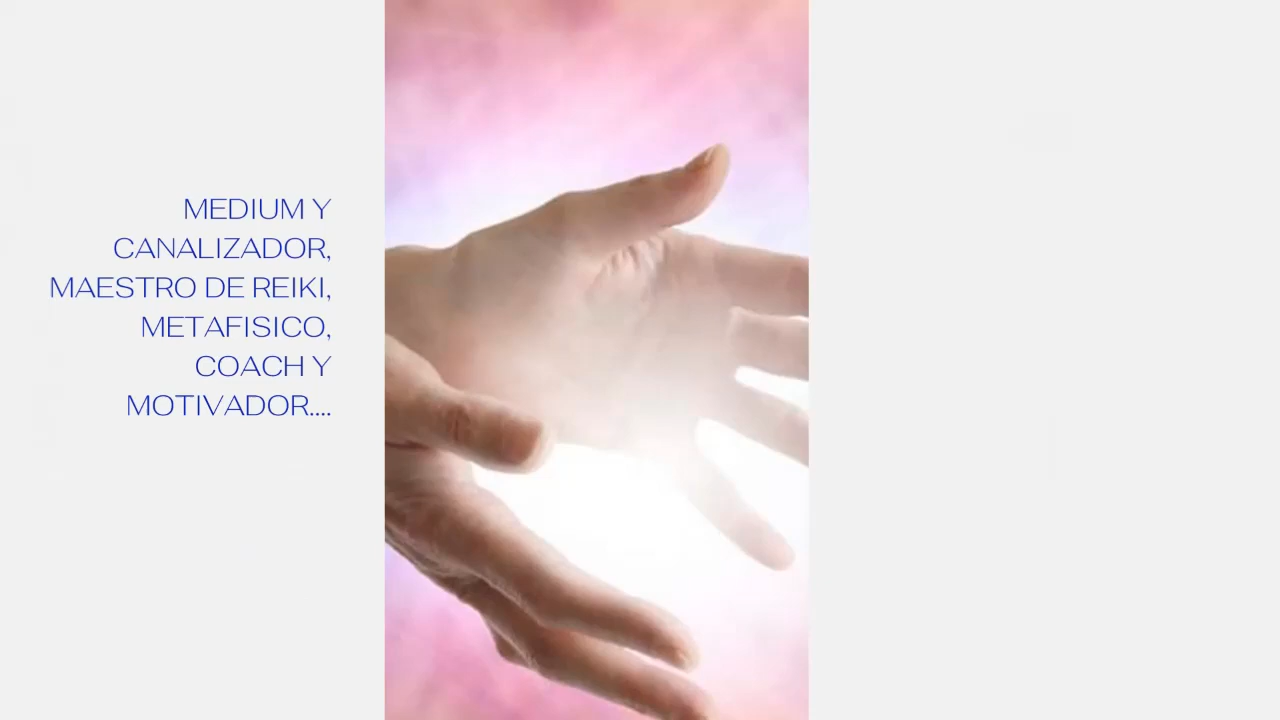 MEDIUM Y
CANALIZADOR,
MAESTRO DE REIKI,
METAFISICO,
COACH Y
MOTIVADOR....